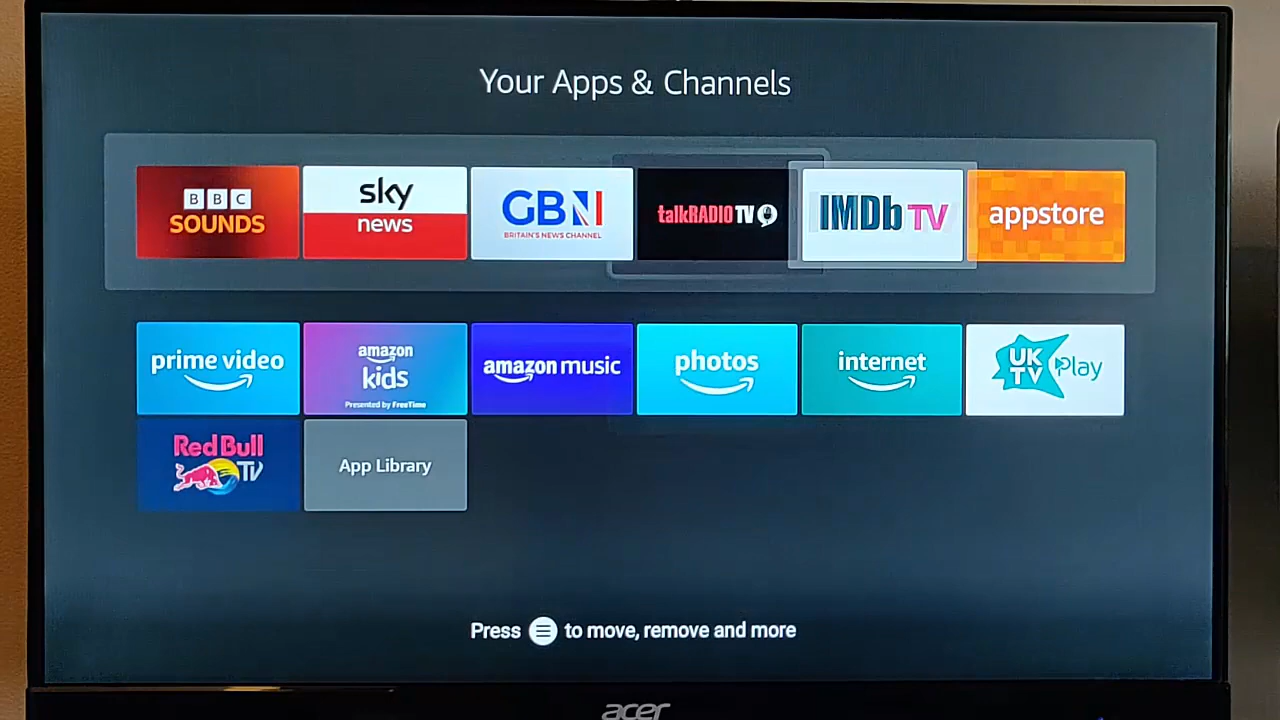 Your Apps & Channels
BBC
SOUNDS
sky
news
GBN
BRITAIN'S NEWS CHANNEL
talkRADIO TV
IMDb TV
appstore
prime video
amazon
kids
Presented by FreeTime
amazon music
photos
internet
UK
TV Play
Red Bull
TV
App Library
Press to move, remove and more
acer